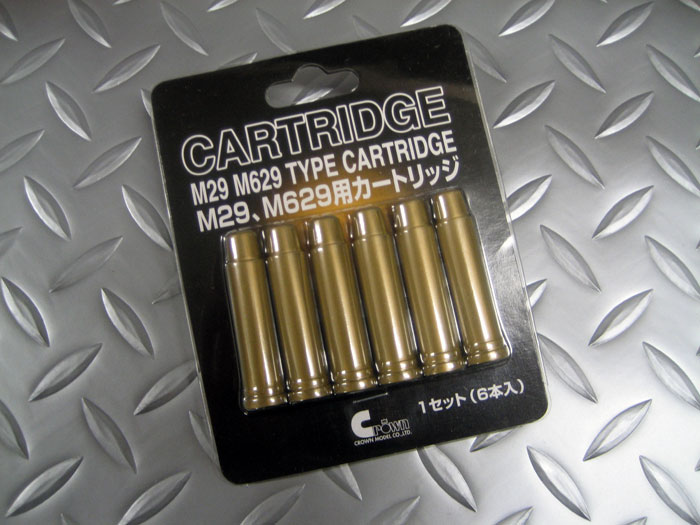 CARTRIDGE
M29 M629 TYPE CARTRIDGE
M29、M629用カートリッジ
1セット(6本入)
Crown
CROWN MODEL CO.,LTD.